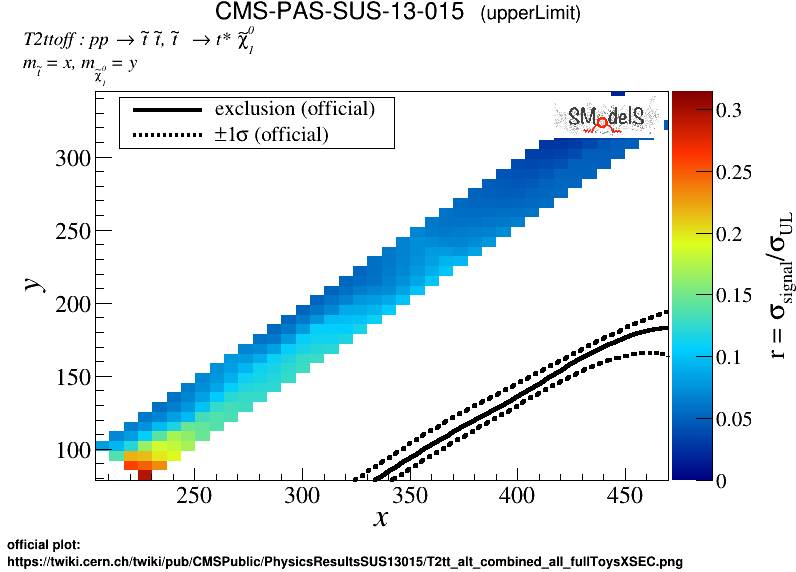 CMS-PAS-SUS-13-015 (upperLimit)
T2ttoff : pp → t̃ t̃, t̃ → t* χ̃₁⁰
m_t̃ = x, m_χ̃₁⁰ = y
exclusion (official)
±1σ (official)
SModelS
300
250
200
150
100
y
250
300
350
400
450
x
0.3
0.25
0.2
0.15
0.1
0.05
0
r = σ_signal/σ_UL
official plot:
https://twiki.cern.ch/twiki/pub/CMSPublic/PhysicsResultsSUS13015/T2tt_alt_combined_all_fullToysXSEC.png